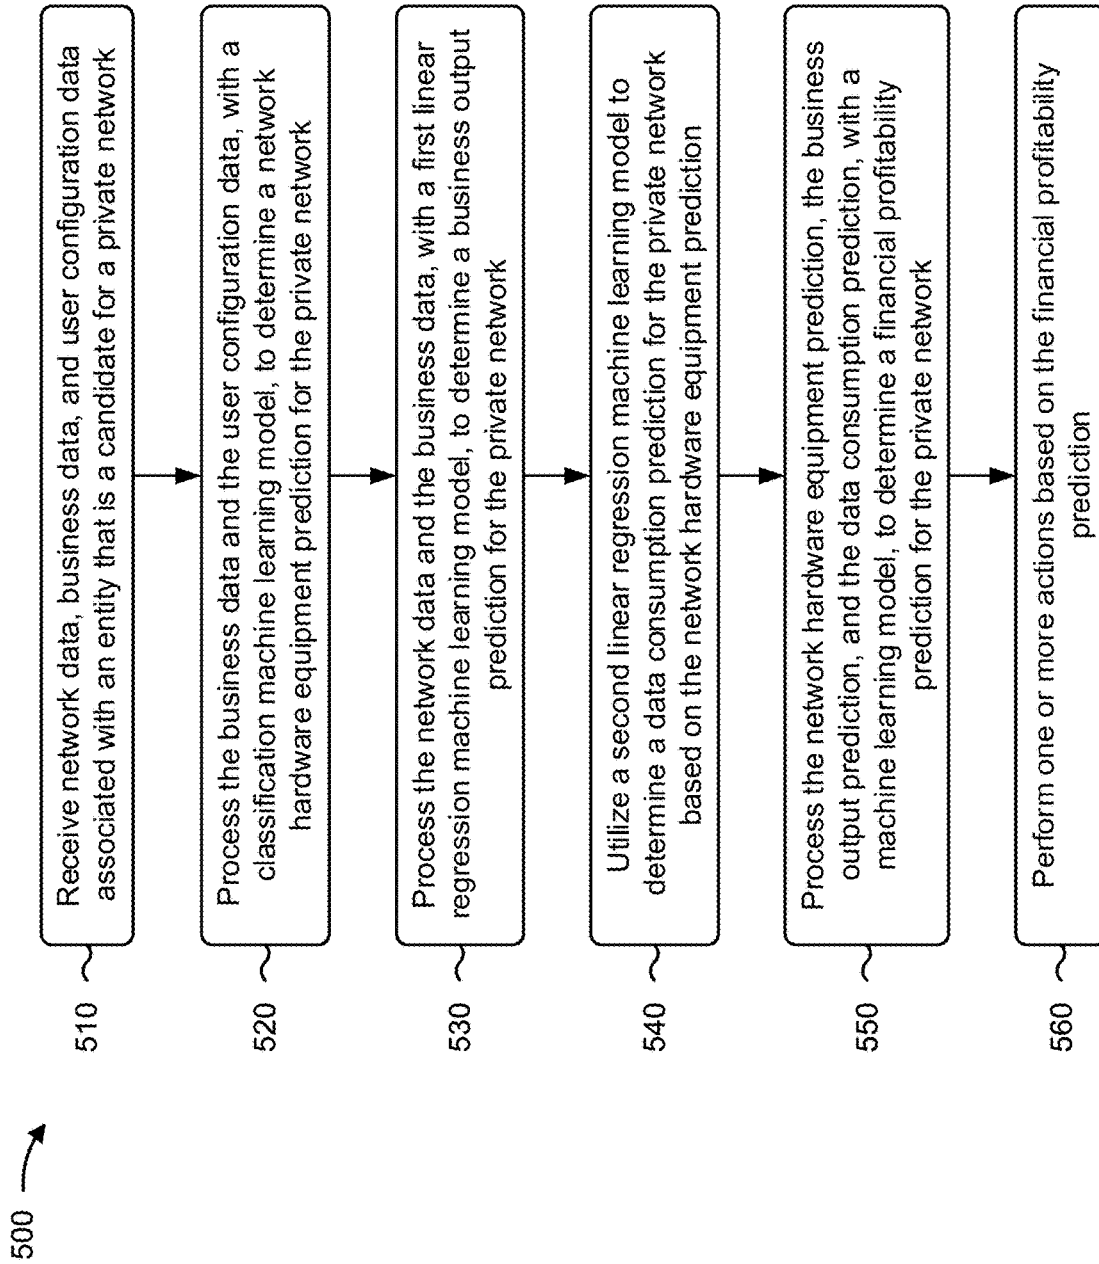 500
510
Receive network data, business data, and user configuration data
associated with an entity that is a candidate for a private network
520
Process the business data and the user configuration data, with a
classification machine learning model, to determine a network
hardware equipment prediction for the private network
530
Process the network data and the business data, with a first linear
regression machine learning model, to determine a business output
prediction for the private network
540
Utilize a second linear regression machine learning model to
determine a data consumption prediction for the private network
based on the network hardware equipment prediction
550
Process the network hardware equipment prediction, the business
output prediction, and the data consumption prediction, with a
machine learning model, to determine a financial profitability
prediction for the private network
560
Perform one or more actions based on the financial profitability
prediction